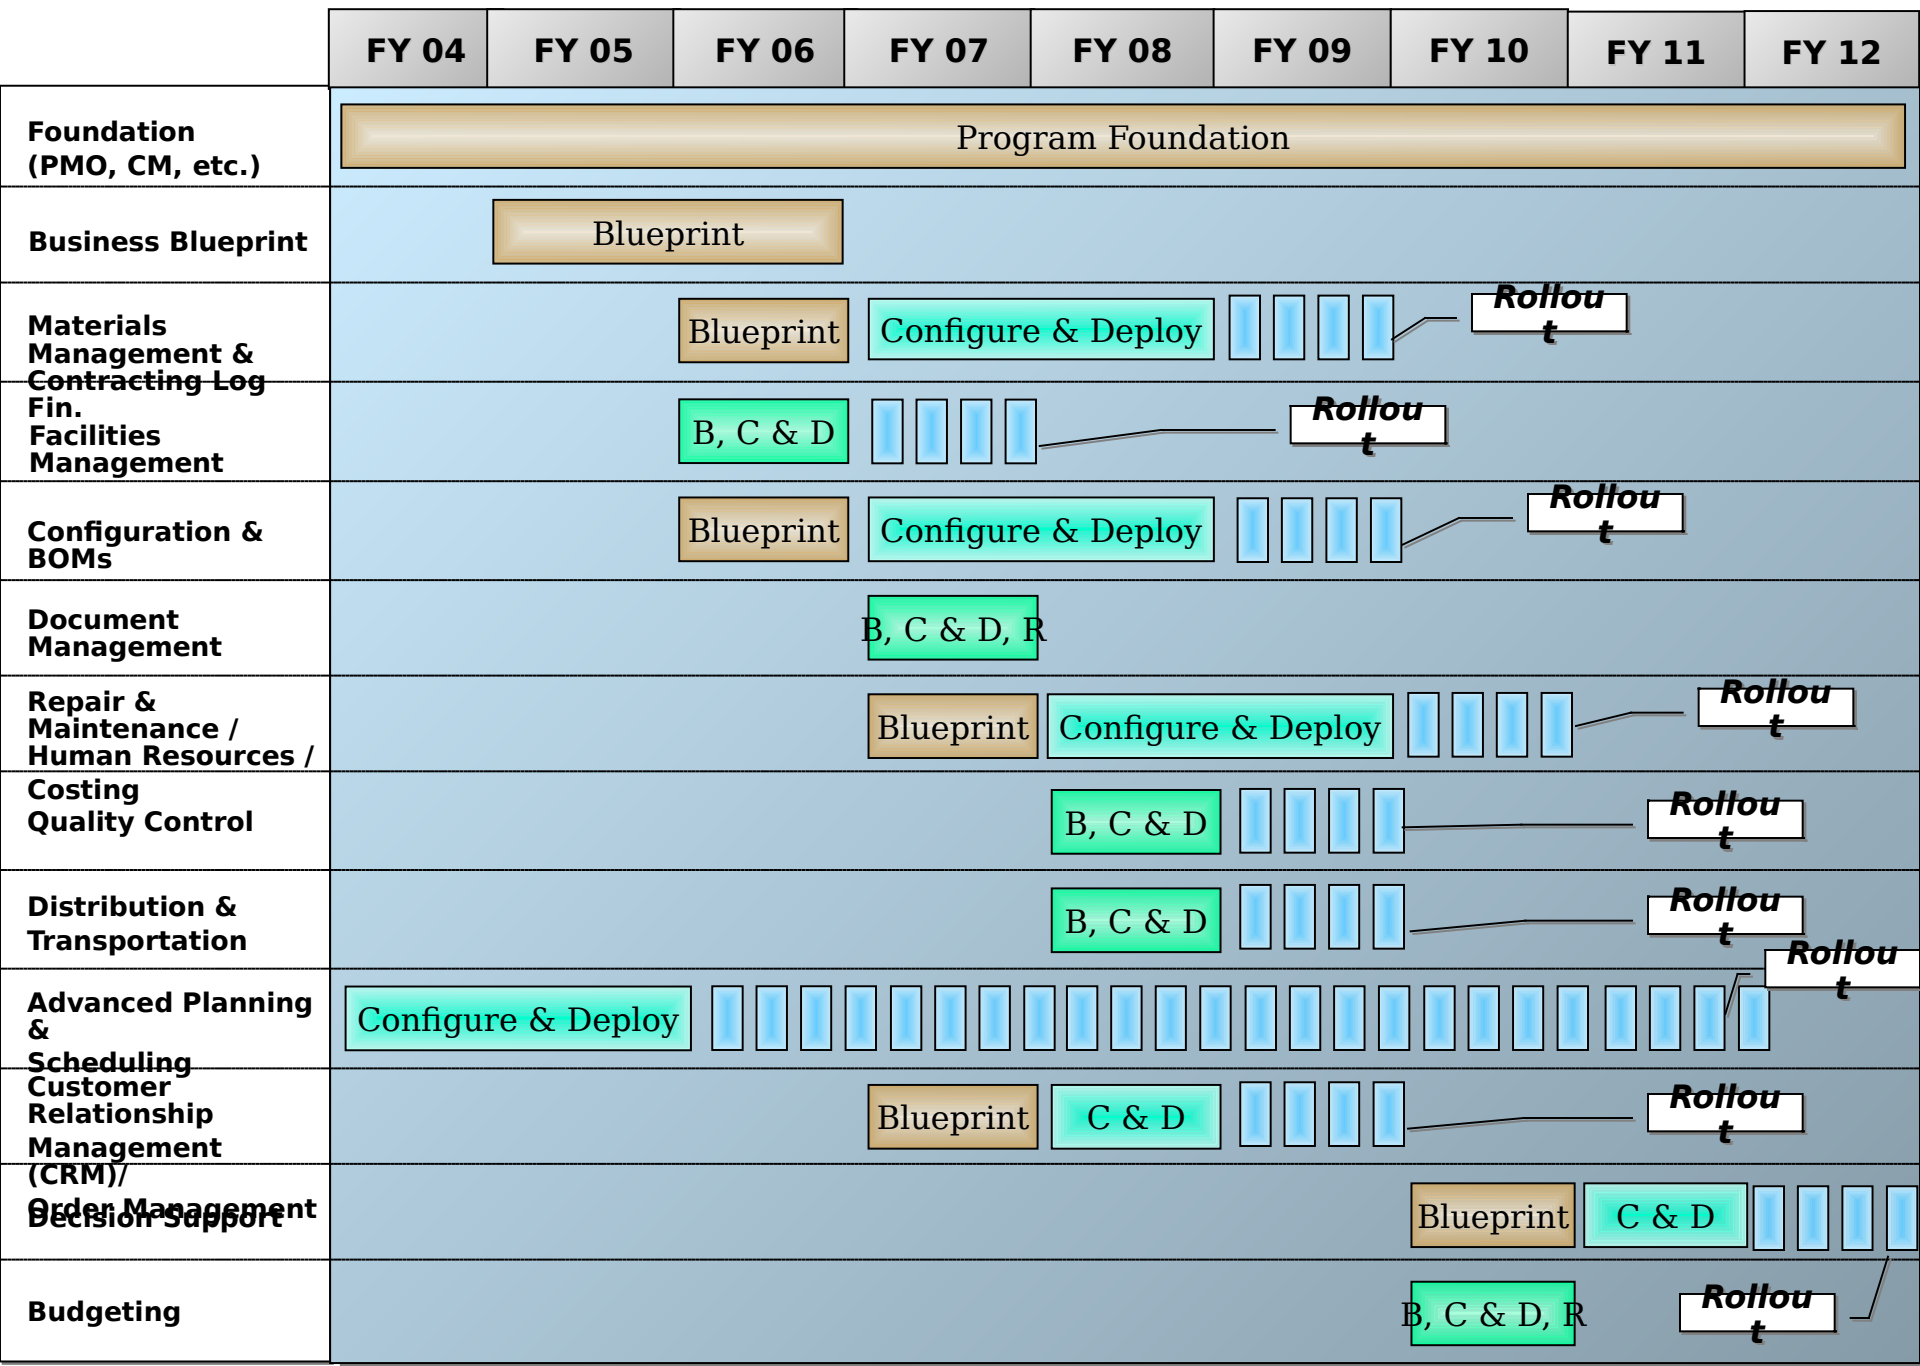 FY 04
FY 05
FY 06
FY 07
FY 08
FY 09
FY 10
FY 11
FY 12
Foundation
(PMO, CM, etc.)
Program Foundation
Business Blueprint
Blueprint
Materials
Management &
Contracting Log
Fin.
Blueprint
Configure & Deploy
Rollou
t
Facilities
Management
B, C & D
Rollou
t
Configuration &
BOMs
Blueprint
Configure & Deploy
Rollou
t
Document
Management
B, C & D, R
Repair &
Maintenance /
Human Resources /
Costing
Blueprint
Configure & Deploy
Rollou
t
Quality Control
B, C & D
Rollou
t
Distribution &
Transportation
B, C & D
Rollou
t
Advanced Planning
&
Scheduling
Configure & Deploy
Rollou
t
Customer
Relationship
Management
(CRM)/
Order Management
Blueprint
C & D
Rollou
t
Decision Support
Blueprint
C & D
Rollou
t
Budgeting
B, C & D, R